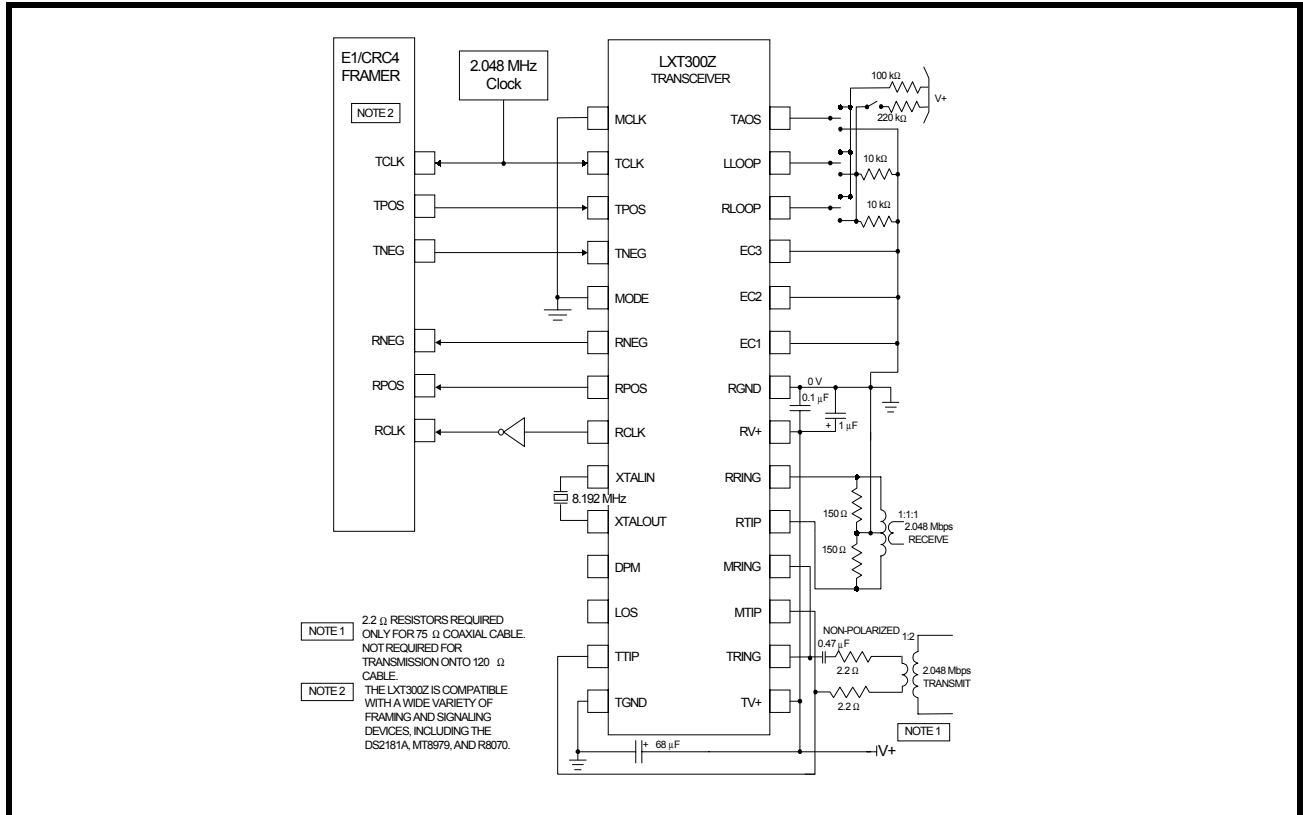 E1/CRC4
FRAMER
NOTE 2
TCLK
TPOS
TNEG
RNEG
RPOS
RCLK
2.048 MHz
Clock
8.192 MHz
LXT300Z
TRANSCEIVER
MCLK
TCLK
TPOS
TNEG
MODE
RNEG
RPOS
RCLK
XTALIN
XTALOUT
DPM
LOS
TTIP
TGND
TAOS
LLOOP
RLOOP
EC3
EC2
EC1
RGND
RV+
RRING
RTIP
MRING
MTIP
TRING
TV+
100 kΩ
V+
220 kΩ
10 kΩ
10 kΩ
0 V
0.1 µF
+ 1 µF
150 Ω
150 Ω
1:1:1
2.048 Mbps
RECEIVE
NON-POLARIZED
0.47 µF
1:2
2.2 Ω
2.2 Ω
2.048 Mbps
TRANSMIT
NOTE 1
+ 68 µF
V+
NOTE 1
2.2 Ω RESISTORS REQUIRED
ONLY FOR 75 Ω COAXIAL CABLE.
NOT REQUIRED FOR
TRANSMISSION ONTO 120 Ω
CABLE.
NOTE 2
THE LXT300Z IS COMPATIBLE
WITH A WIDE VARIETY OF
FRAMING AND SIGNALING
DEVICES, INCLUDING THE
DS2181A, MT8979, AND R8070.